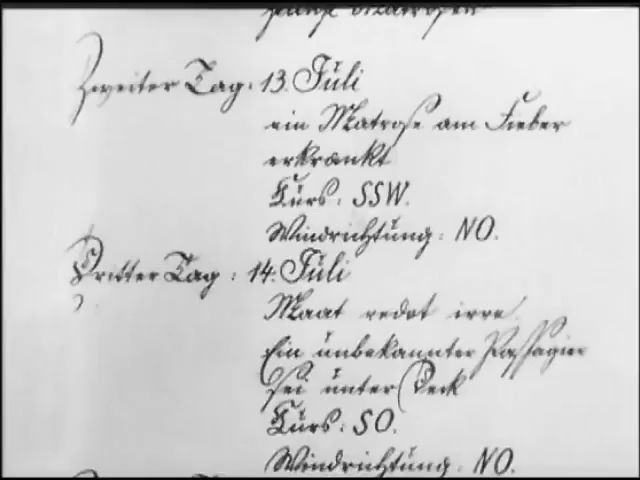 Matrosen
Zweiter Tag: 13. Juli
ein Matrose am Fieber
erkrankt
Kurs: SSW.
Windrichtung: NO.
Dritter Tag: 14. Juli
Maat redet irre.
Ein unbekannter Passagier
sei unter Deck
Kurs: SO.
Windrichtung: NO.